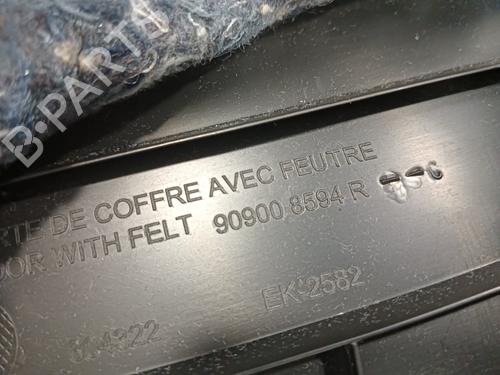 B-PARTS
RTE DE COFFRE AVEC FEUTRE
OOR WITH FELT 90900 8594 R
EK 2582